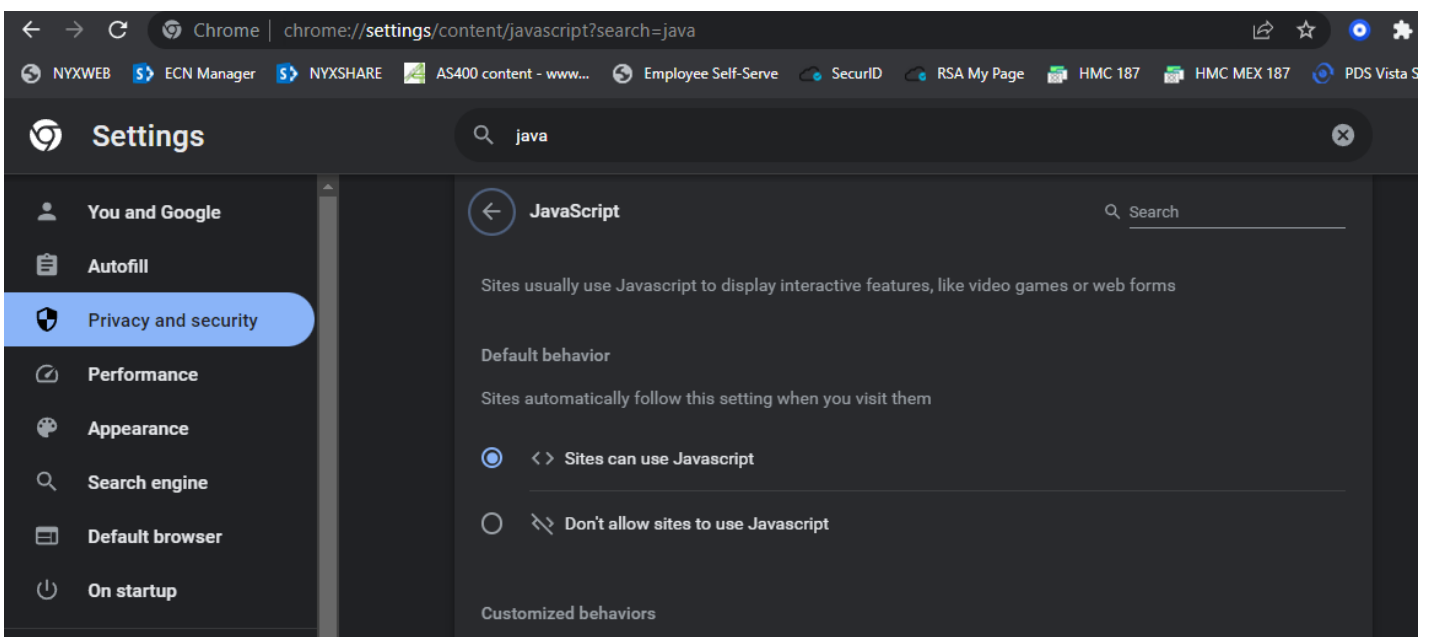 Chrome | chrome://settings/content/javascript?search=java
NYXWEB ECN Manager NYXSHARE AS400 content - www... Employee Self-Serve SecurID RSA My Page HMC 187 HMC MEX 187 PDS Vista S
Settings
java
You and Google
Autofill
Privacy and security
Performance
Appearance
Search engine
Default browser
On startup
JavaScript
Search
Sites usually use Javascript to display interactive features, like video games or web forms
Default behavior
Sites automatically follow this setting when you visit them
Sites can use Javascript
Don't allow sites to use Javascript
Customized behaviors